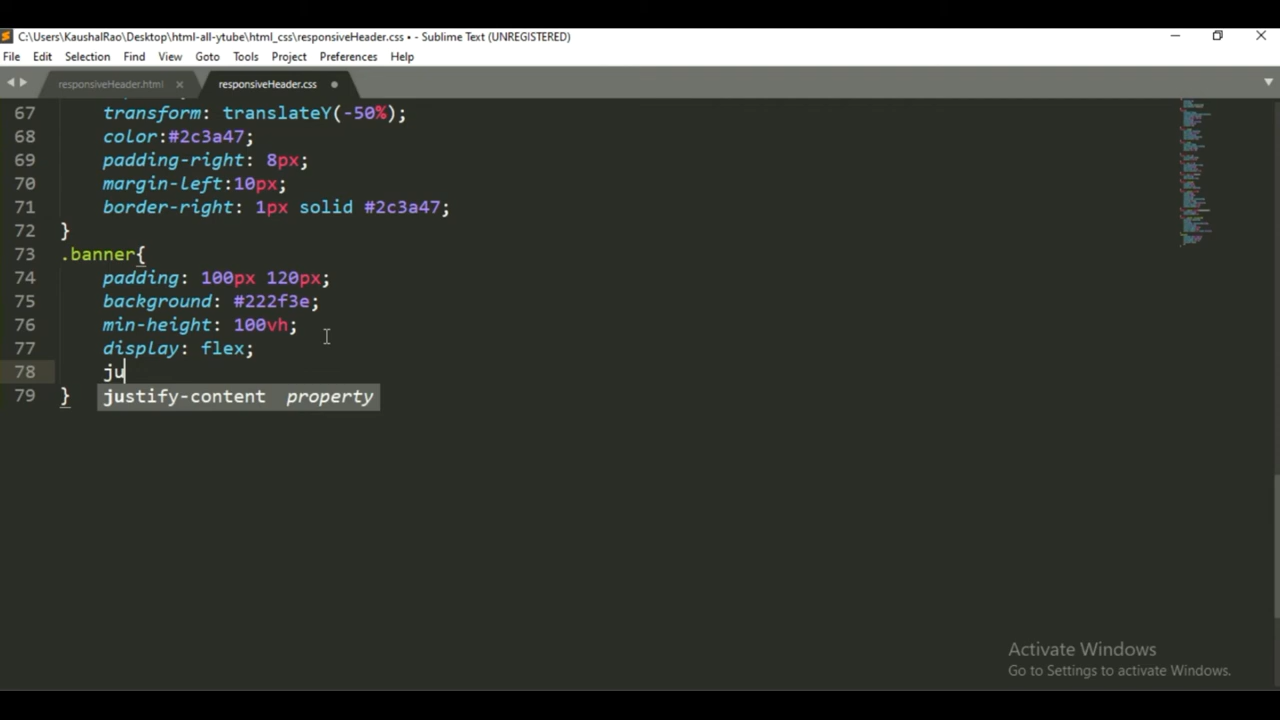 C:\Users\KaushalRao\Desktop\html-all-ytube\html_css\responsiveHeader.css • - Sublime Text (UNREGISTERED)
File Edit Selection Find View Goto Tools Project Preferences Help
responsiveHeader.html × responsiveHeader.css
67 transform: translateY(-50%);
68 color:#2c3a47;
69 padding-right: 8px;
70 margin-left:10px;
71 border-right: 1px solid #2c3a47;
72 }
73 .banner{
74 padding: 100px 120px;
75 background: #222f3e;
76 min-height: 100vh;
77 display: flex;
78 ju
79 }
justify-content property
Activate Windows
Go to Settings to activate Windows.